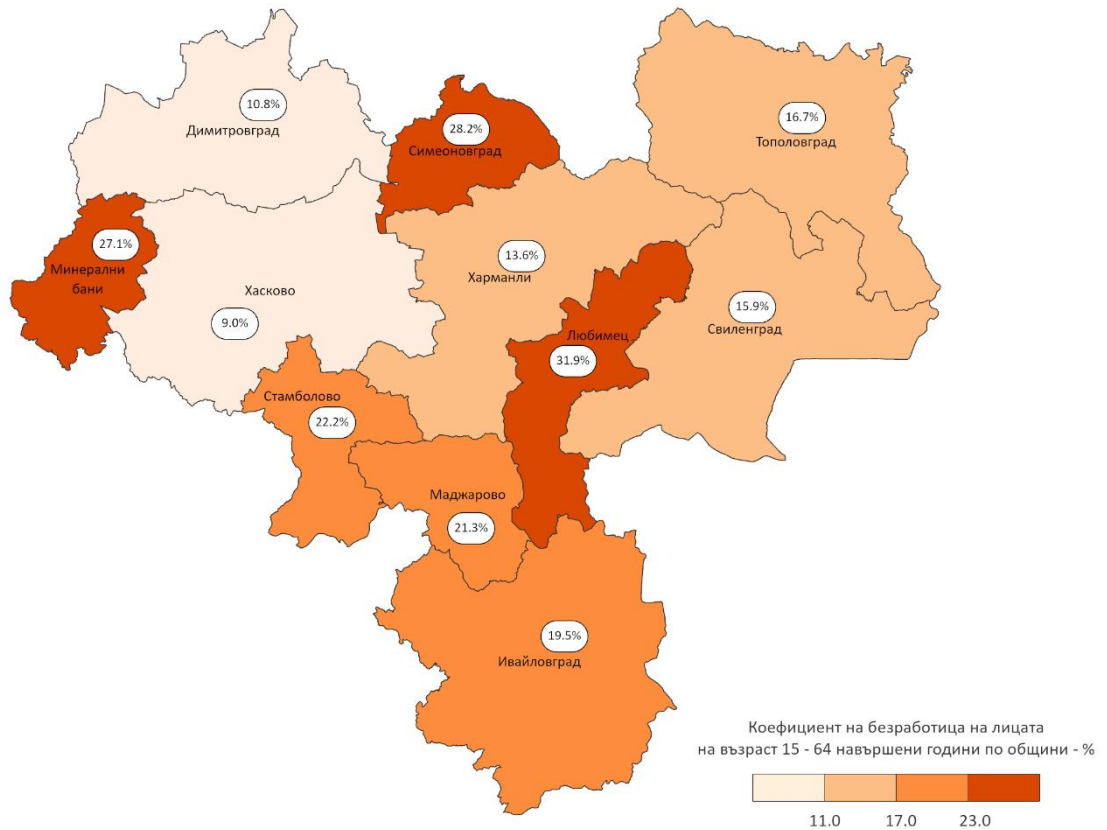 10.8%
Димитровград
28.2%
Симеоновград
16.7%
Тополовград
27.1%
Минерални
бани
Хасково
9.0%
13.6%
Харманли
15.9%
Свиленград
Любимец
31.9%
Стамболово
22.2%
Маджарово
21.3%
19.5%
Ивайловград
Коефициент на безработица на лицата
на възраст 15 - 64 навършени години по общини - %
11.0 17.0 23.0